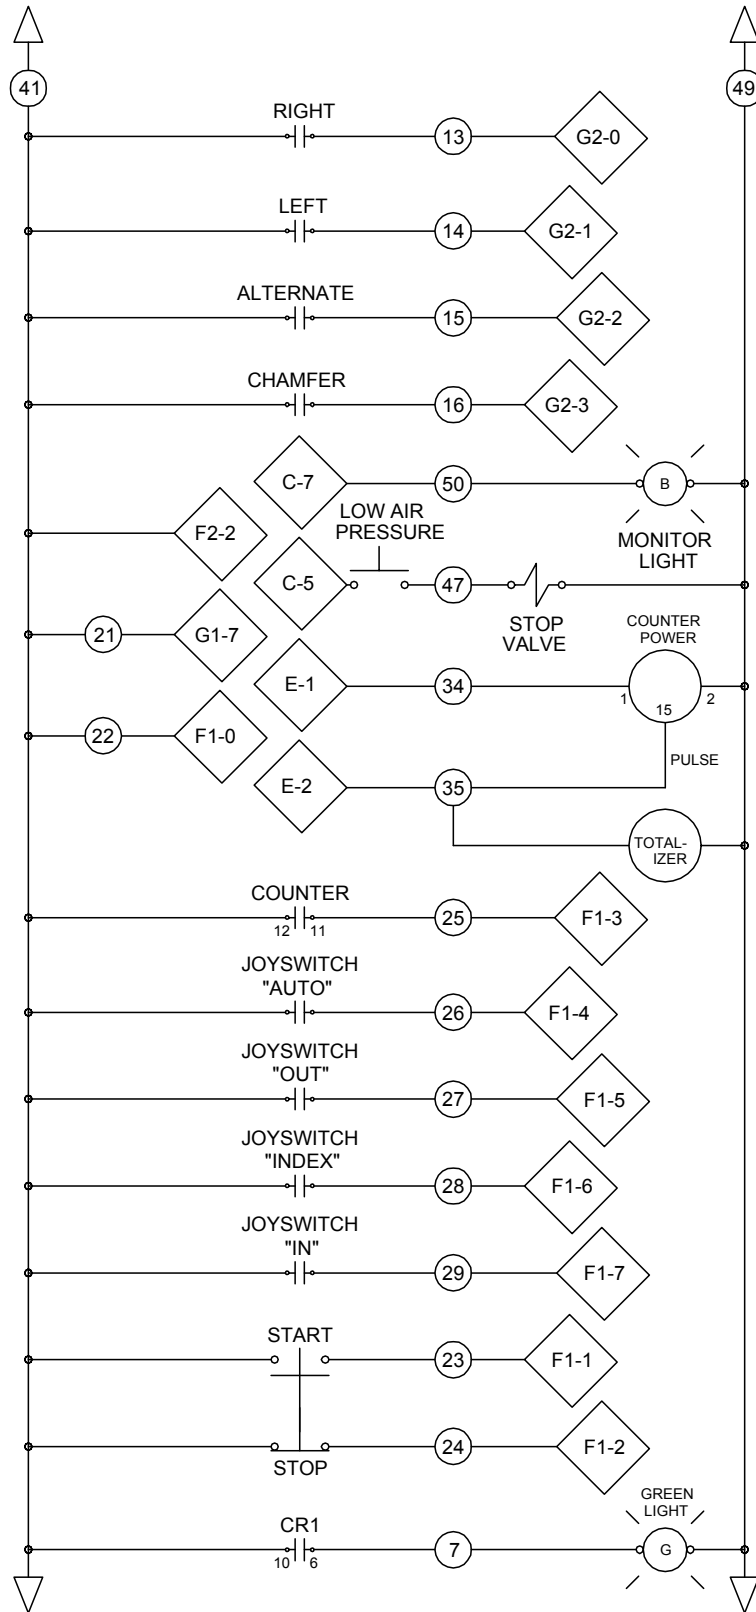 41
49
RIGHT
13
G2-0
LEFT
14
G2-1
ALTERNATE
15
G2-2
CHAMFER
16
G2-3
C-7
50
B
MONITOR
LIGHT
F2-2
LOW AIR
PRESSURE
C-5
47
STOP
VALVE
21
G1-7
COUNTER
POWER
E-1
34
1
2
15
22
F1-0
PULSE
E-2
35
TOTAL-
IZER
COUNTER
12 11
25
F1-3
JOYSWITCH
"AUTO"
26
F1-4
JOYSWITCH
"OUT"
27
F1-5
JOYSWITCH
"INDEX"
28
F1-6
JOYSWITCH
"IN"
29
F1-7
START
23
F1-1
STOP
24
F1-2
GREEN
LIGHT
CR1
10 6
7
G